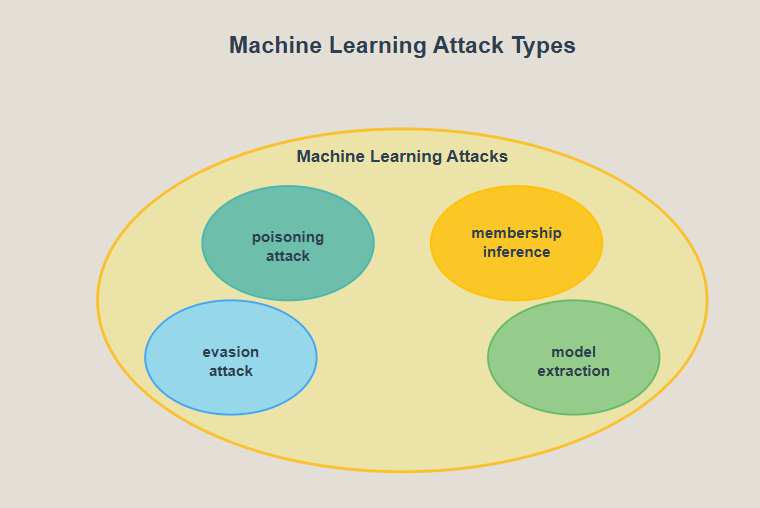 Machine Learning Attack Types
Machine Learning Attacks
poisoning
attack
membership
inference
evasion
attack
model
extraction